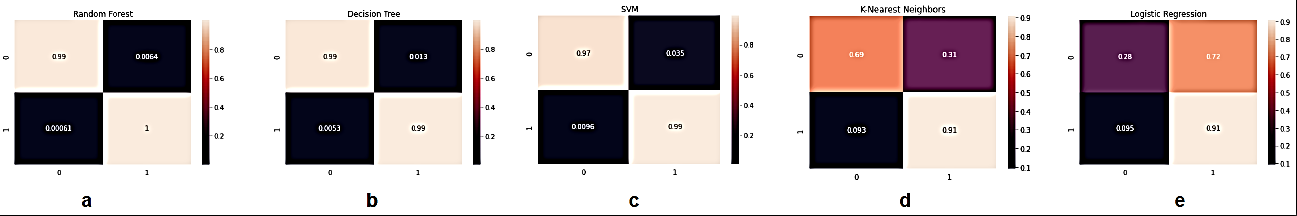 Random Forest
0 0.99 0.0064
1 0.00061 1
0 1
0.8
0.6
0.4
0.2
a
Decision Tree
0 0.99 0.013
1 0.0053 0.99
0 1
0.8
0.6
0.4
0.2
b
SVM
0 0.97 0.035
1 0.0096 0.99
0 1
0.8
0.6
0.4
0.2
c
K-Nearest Neighbors
0 0.69 0.31
1 0.093 0.91
0 1
0.9
0.8
0.7
0.6
0.5
0.4
0.3
0.2
0.1
d
Logistic Regression
0 0.28 0.72
1 0.095 0.91
0 1
0.9
0.8
0.7
0.6
0.5
0.4
0.3
0.2
0.1
e